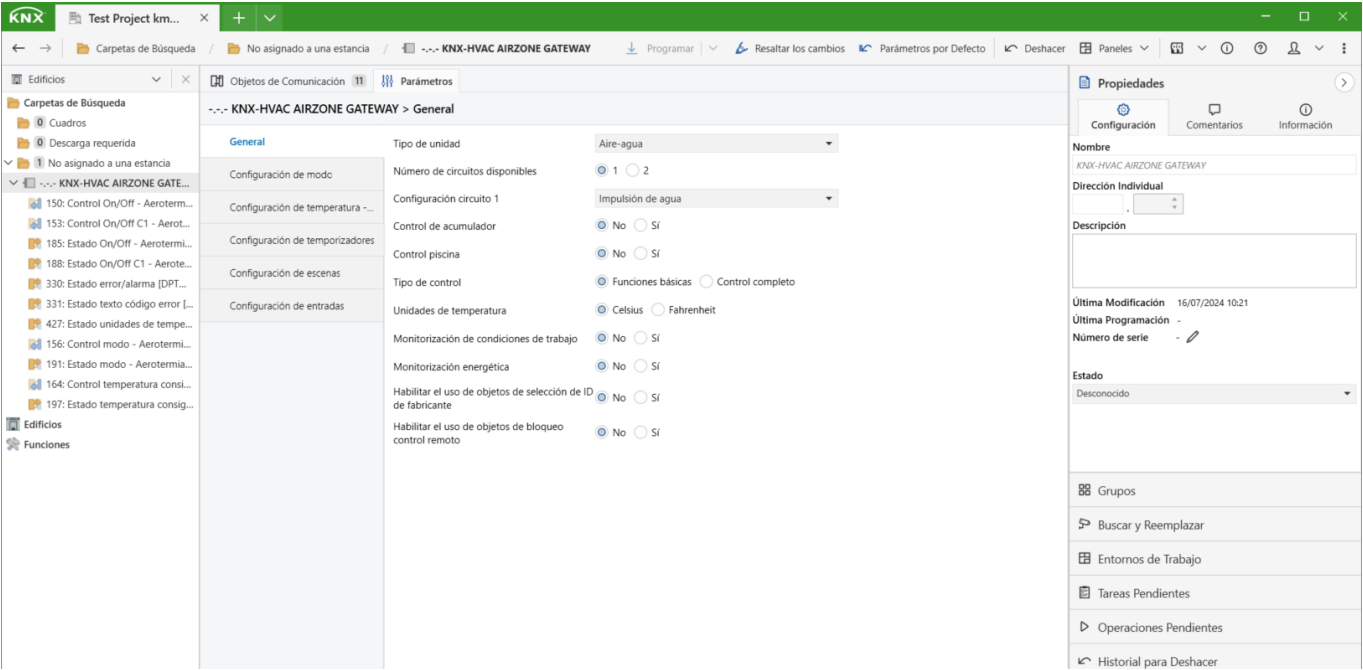 KNX
Test Project km...
Carpetas de Búsqueda / No asignado a una estancia / -.-.- KNX-HVAC AIRZONE GATEWAY
Programar
Resaltar los cambios
Parámetros por Defecto
Deshacer
Paneles
Edificios
Carpetas de Búsqueda
0 Cuadros
0 Descarga requerida
1 No asignado a una estancia
-.-.- KNX-HVAC AIRZONE GATE...
150: Control On/Off - Aeroterm...
153: Control On/Off C1 - Aerot...
185: Estado On/Off - Aerotermi...
188: Estado On/Off C1 - Aerote...
330: Estado error/alarma [DPT...
331: Estado texto código error [...
427: Estado unidades de tempe...
156: Control modo - Aerotermi...
191: Estado modo - Aerotermia...
164: Control temperatura consi...
197: Estado temperatura consig...
Edificios
Funciones
Objetos de Comunicación 11
Parámetros
-.-.- KNX-HVAC AIRZONE GATEWAY > General
General
Configuración de modo
Configuración de temperatura -...
Configuración de temporizadores
Configuración de escenas
Configuración de entradas
Tipo de unidad Aire-agua
Número de circuitos disponibles 1 2
Configuración circuito 1 Impulsión de agua
Control de acumulador No Sí
Control piscina No Sí
Tipo de control Funciones básicas Control completo
Unidades de temperatura Celsius Fahrenheit
Monitorización de condiciones de trabajo No Sí
Monitorización energética No Sí
Habilitar el uso de objetos de selección de ID
de fabricante No Sí
Habilitar el uso de objetos de bloqueo
control remoto No Sí
Propiedades
Configuración
Comentarios
Información
Nombre
KNX-HVAC AIRZONE GATEWAY
Dirección Individual
.
Descripción
Última Modificación 16/07/2024 10:21
Última Programación -
Número de serie -
Estado
Desconocido
Grupos
Buscar y Reemplazar
Entornos de Trabajo
Tareas Pendientes
Operaciones Pendientes
Historial para Deshacer